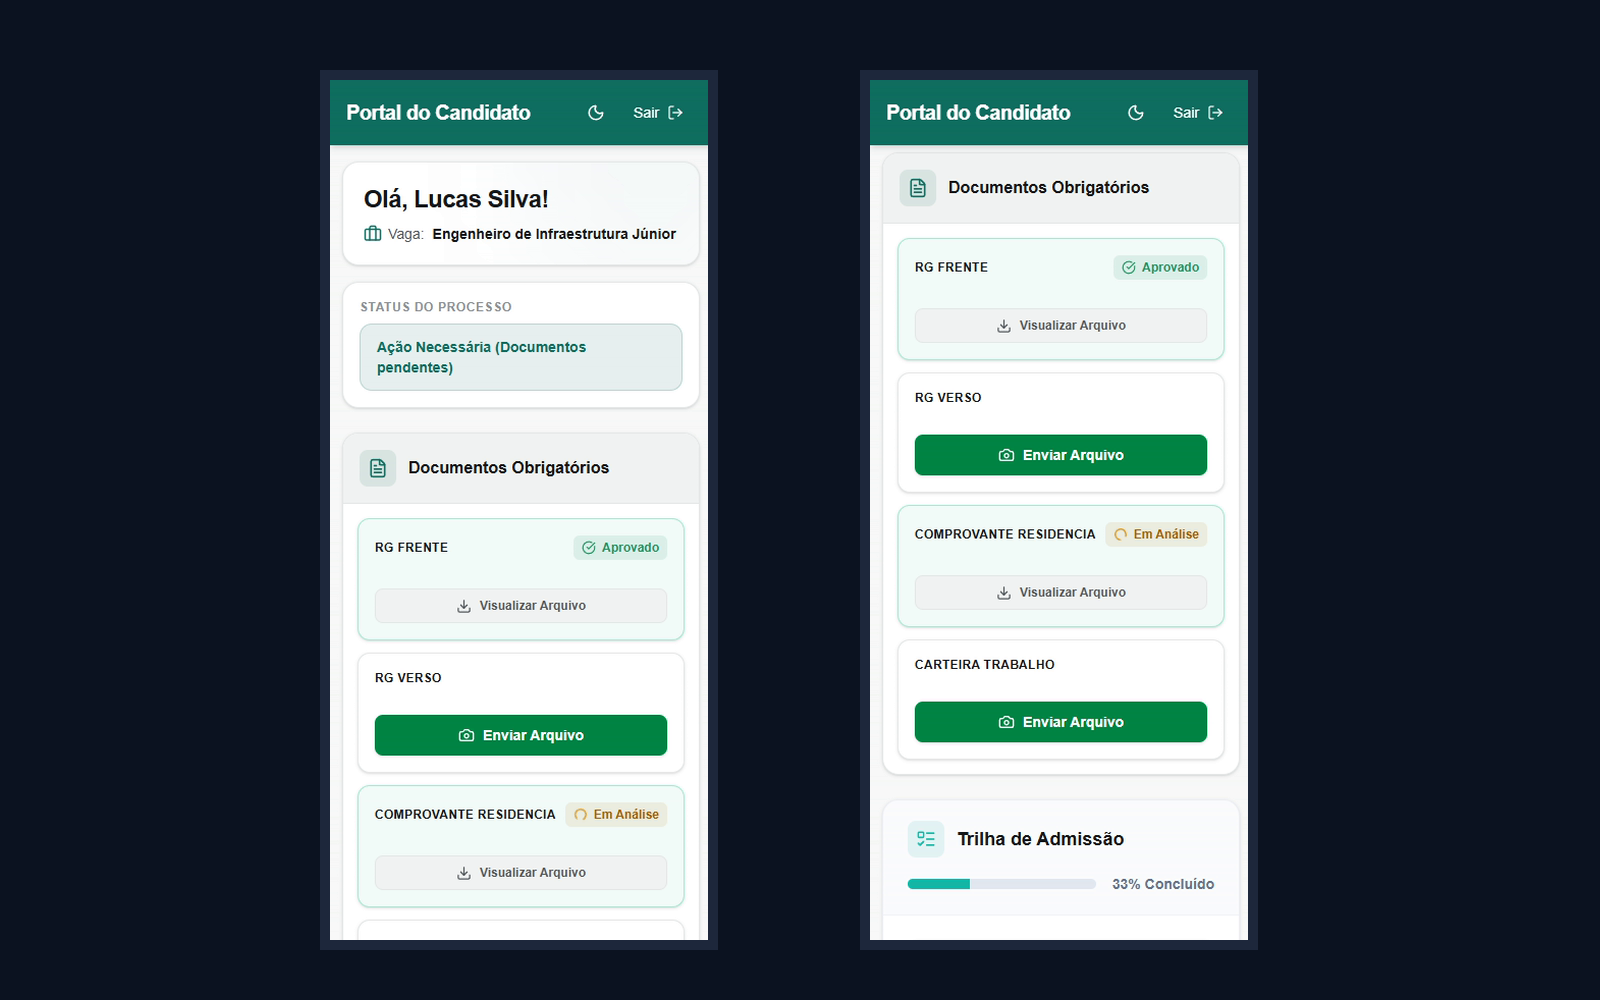 Portal do Candidato
Sair
Olá, Lucas Silva!
Vaga: Engenheiro de Infraestrutura Júnior
STATUS DO PROCESSO
Ação Necessária (Documentos
pendentes)
Documentos Obrigatórios
RG FRENTE
Aprovado
Visualizar Arquivo
RG VERSO
Enviar Arquivo
COMPROVANTE RESIDENCIA
Em Análise
Visualizar Arquivo
Portal do Candidato
Sair
Documentos Obrigatórios
RG FRENTE
Aprovado
Visualizar Arquivo
RG VERSO
Enviar Arquivo
COMPROVANTE RESIDENCIA
Em Análise
Visualizar Arquivo
CARTEIRA TRABALHO
Enviar Arquivo
Trilha de Admissão
33% Concluído